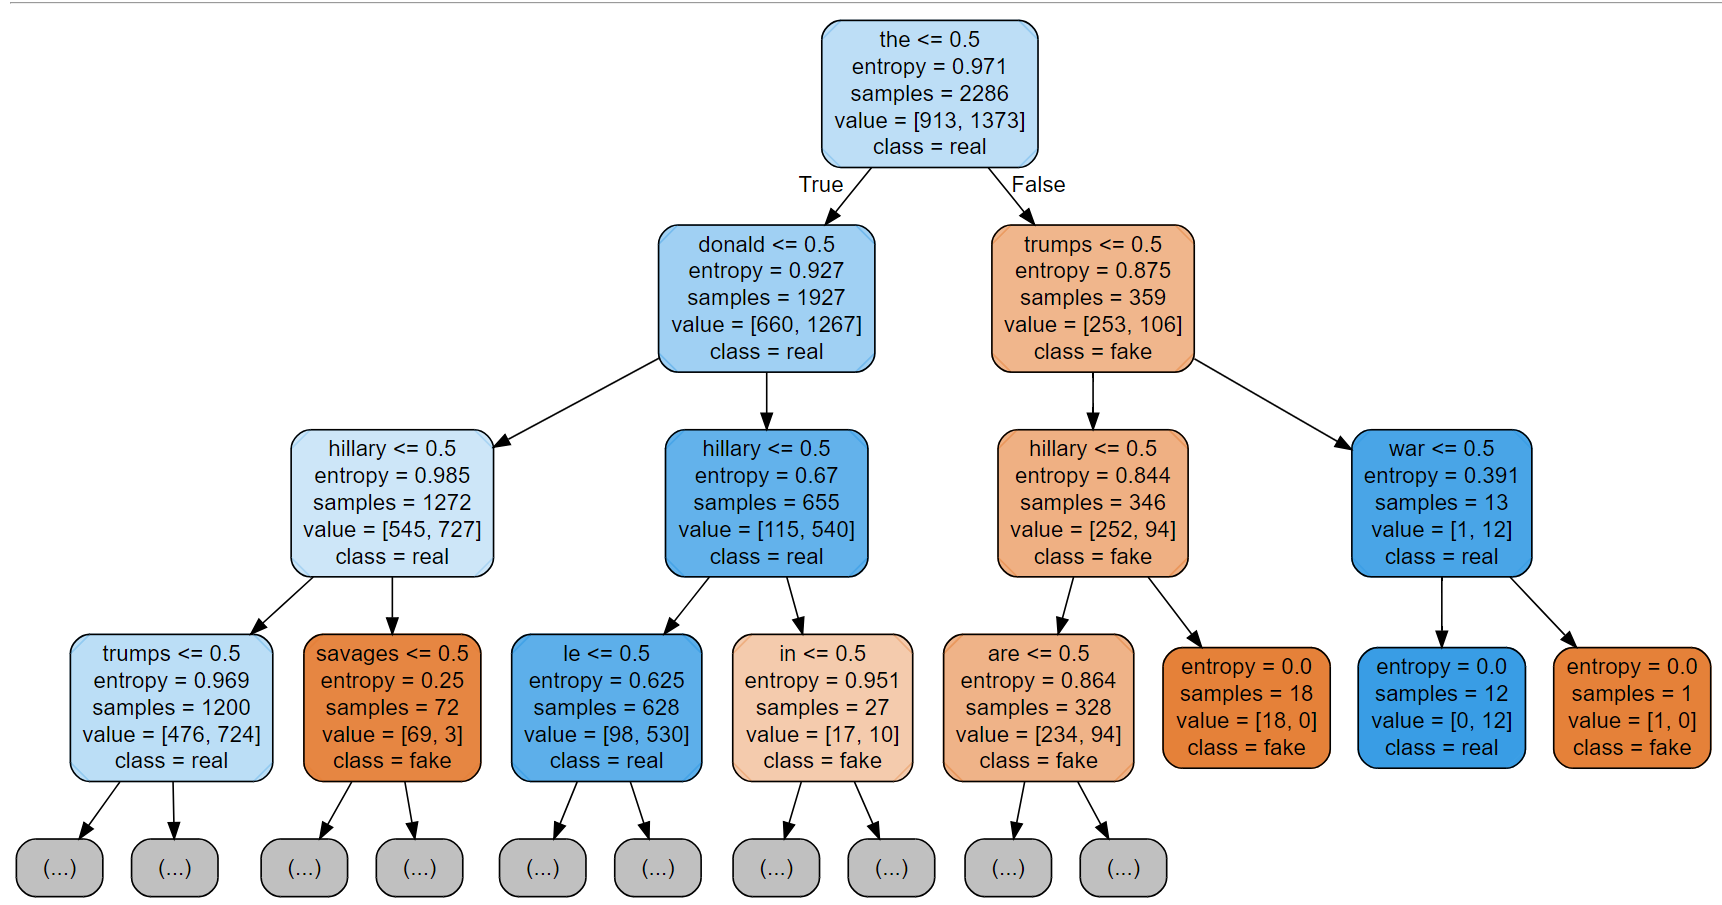 the <= 0.5
entropy = 0.971
samples = 2286
value = [913, 1373]
class = real
True
False
donald <= 0.5
entropy = 0.927
samples = 1927
value = [660, 1267]
class = real
trumps <= 0.5
entropy = 0.875
samples = 359
value = [253, 106]
class = fake
hillary <= 0.5
entropy = 0.985
samples = 1272
value = [545, 727]
class = real
hillary <= 0.5
entropy = 0.67
samples = 655
value = [115, 540]
class = real
hillary <= 0.5
entropy = 0.844
samples = 346
value = [252, 94]
class = fake
war <= 0.5
entropy = 0.391
samples = 13
value = [1, 12]
class = real
trumps <= 0.5
entropy = 0.969
samples = 1200
value = [476, 724]
class = real
savages <= 0.5
entropy = 0.25
samples = 72
value = [69, 3]
class = fake
le <= 0.5
entropy = 0.625
samples = 628
value = [98, 530]
class = real
in <= 0.5
entropy = 0.951
samples = 27
value = [17, 10]
class = fake
are <= 0.5
entropy = 0.864
samples = 328
value = [234, 94]
class = fake
entropy = 0.0
samples = 18
value = [18, 0]
class = fake
entropy = 0.0
samples = 12
value = [0, 12]
class = real
entropy = 0.0
samples = 1
value = [1, 0]
class = fake
(...)
(...)
(...)
(...)
(...)
(...)
(...)
(...)
(...)
(...)